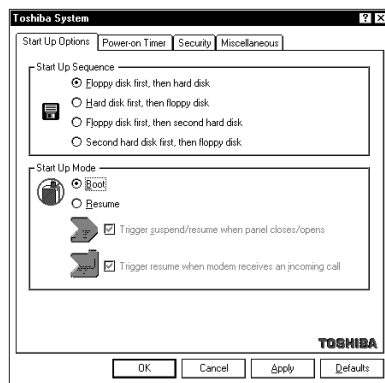 Toshiba System
Start Up Options Power-on Timer Security Miscellaneous
Start Up Sequence
Floppy disk first, then hard disk
Hard disk first, then floppy disk
Floppy disk first, then second hard disk
Second hard disk first, then floppy disk
Start Up Mode
Boot
Resume
Trigger suspend/resume when panel closes/opens
Trigger resume when modem receives an incoming call
TOSHIBA
OK Cancel Apply Defaults